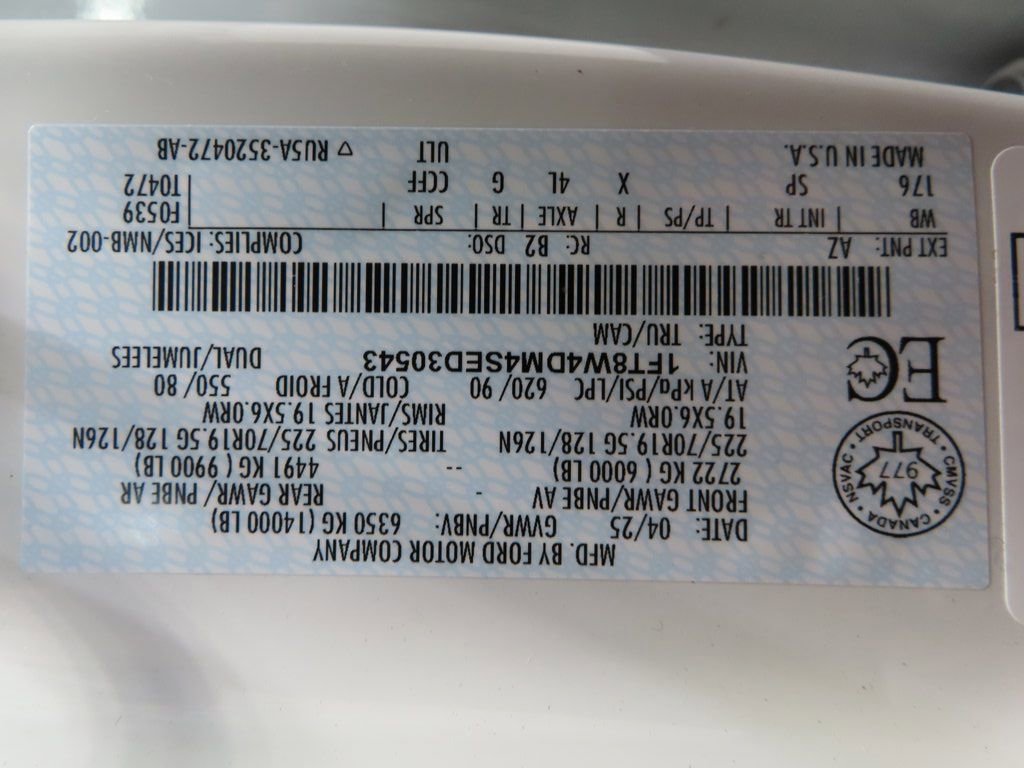 MFD. BY FORD MOTOR COMPANY
DATE: 04/25 GVWR/PNBV: 6350 KG (14000 LB)
FRONT GAWR/PNBE AV - REAR GAWR/PNBE AR
2722 KG (6000 LB) -- 4491 KG (9900 LB)
225/70R19.5G 128/126N TIRES/PNEUS 225/70R19.5G 128/126N
19.5X6.0RW RIMS/JANTES 19.5X6.0RW
AT/A kPa/PSI/LPC 620/90 COLD/A FROID 550/80
VIN: 1FT8W4DM4SED30543 DUAL/JUMELEES
TYPE: TRU/CAM
NSVAC • CANADA • CMVSS • TRANSPORT •
977
EC
EXT PNT: AZ RC: B2 DSO: COMPLIES: ICES/NMB-002
WB | INT TR | TP/PS | R | AXLE | TR | SPR | F0539
176 SP X 4L G CCFF T0472
MADE IN U.S.A. ULT ▽ RU5A-3520472-AB